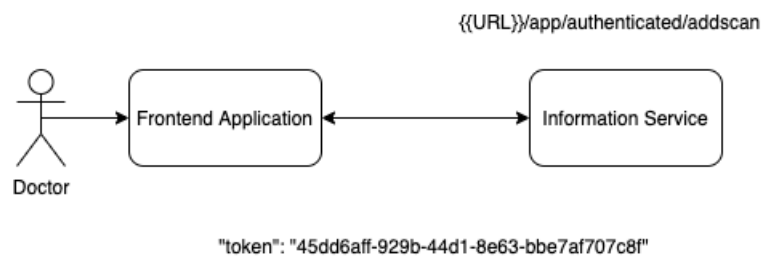 {{URL}}/app/authenticated/addscan
Frontend Application
Information Service
Doctor
"token": "45dd6aff-929b-44d1-8e63-bbe7af707c8f"